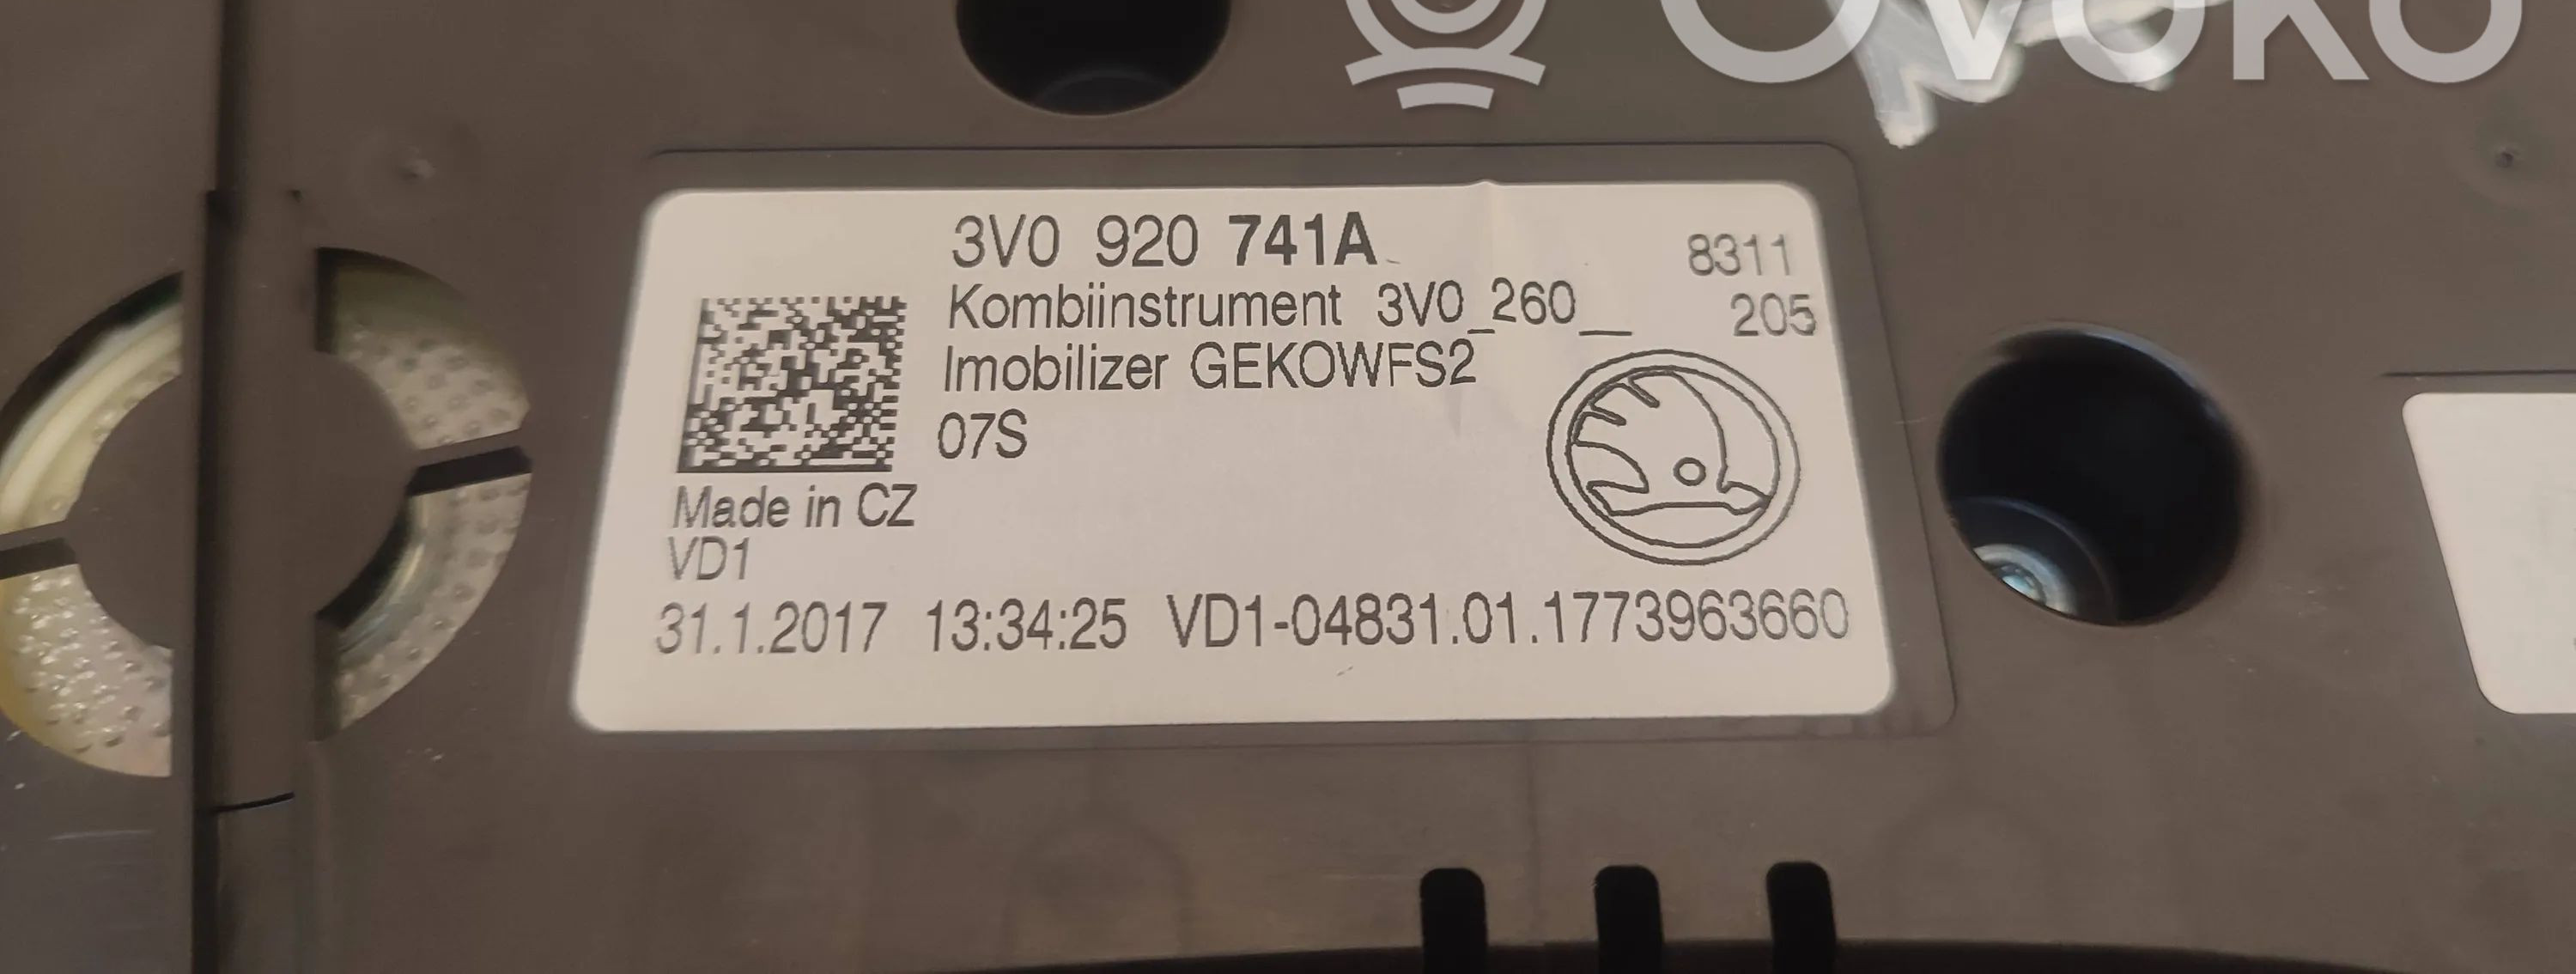 Ovoko
3V0 920 741A
8311
Kombiinstrument 3V0_260__
205
Imobilizer GEKOWFS2
07S
Made in CZ
VD1
31.1.2017 13:34:25 VD1-04831.01.1773963660